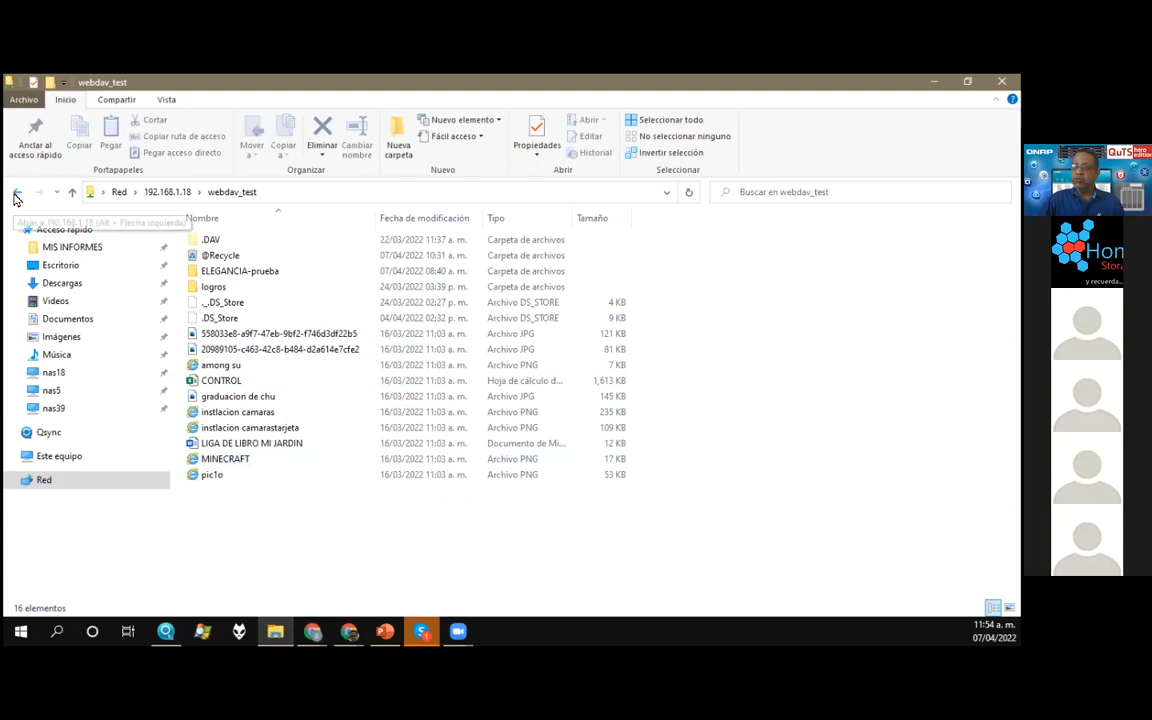 webdav_test
Archivo Inicio Compartir Vista
Anclar al acceso rápido
Copiar
Pegar
Cortar
Copiar ruta de acceso
Pegar acceso directo
Portapapeles
Mover a
Copiar a
Eliminar
Cambiar nombre
Organizar
Nueva carpeta
Nuevo elemento
Fácil acceso
Nuevo
Propiedades
Abrir
Editar
Historial
Abrir
Seleccionar todo
No seleccionar ninguno
Invertir selección
Seleccionar
Red > 192.168.1.18 > webdav_test
Buscar en webdav_test
Atrás a 192.168.1.18 (Alt + Flecha izquierda)
Acceso rápido
MIS INFORMES
Escritorio
Descargas
Videos
Documentos
Imágenes
Música
nas18
nas5
nas39
Qsync
Este equipo
Red
Nombre Fecha de modificación Tipo Tamaño
.DAV 22/03/2022 11:37 a. m. Carpeta de archivos
@Recycle 07/04/2022 10:31 a. m. Carpeta de archivos
ELEGANCIA-prueba 07/04/2022 08:40 a. m. Carpeta de archivos
logros 24/03/2022 03:39 p. m. Carpeta de archivos
._.DS_Store 24/03/2022 02:27 p. m. Archivo DS_STORE 4 KB
.DS_Store 04/04/2022 02:32 p. m. Archivo DS_STORE 9 KB
558033e8-a9f7-47eb-9bf2-f746d3df22b5 16/03/2022 11:03 a. m. Archivo JPG 121 KB
20989105-c463-42c8-b484-d2a614e7cfe2 16/03/2022 11:03 a. m. Archivo JPG 81 KB
among su 16/03/2022 11:03 a. m. Archivo PNG 7 KB
CONTROL 16/03/2022 11:03 a. m. Hoja de cálculo d... 1,613 KB
graduacion de chu 16/03/2022 11:03 a. m. Archivo JPG 145 KB
instlacion camaras 16/03/2022 11:03 a. m. Archivo PNG 235 KB
instlacion camarastarjeta 16/03/2022 11:03 a. m. Archivo PNG 109 KB
LIGA DE LIBRO MI JARDIN 16/03/2022 11:03 a. m. Documento de Mi... 12 KB
MINECRAFT 16/03/2022 11:03 a. m. Archivo PNG 17 KB
pic1o 16/03/2022 11:03 a. m. Archivo PNG 53 KB
16 elementos
11:54 a. m.
07/04/2022
QNAP
QuTS hero
edition
Hon
Stora
y recuerda...